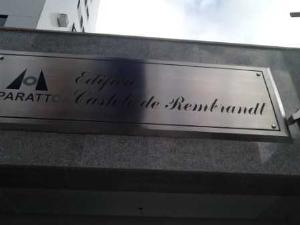 PARATTO
Edifício
Castelo de Rembrandt